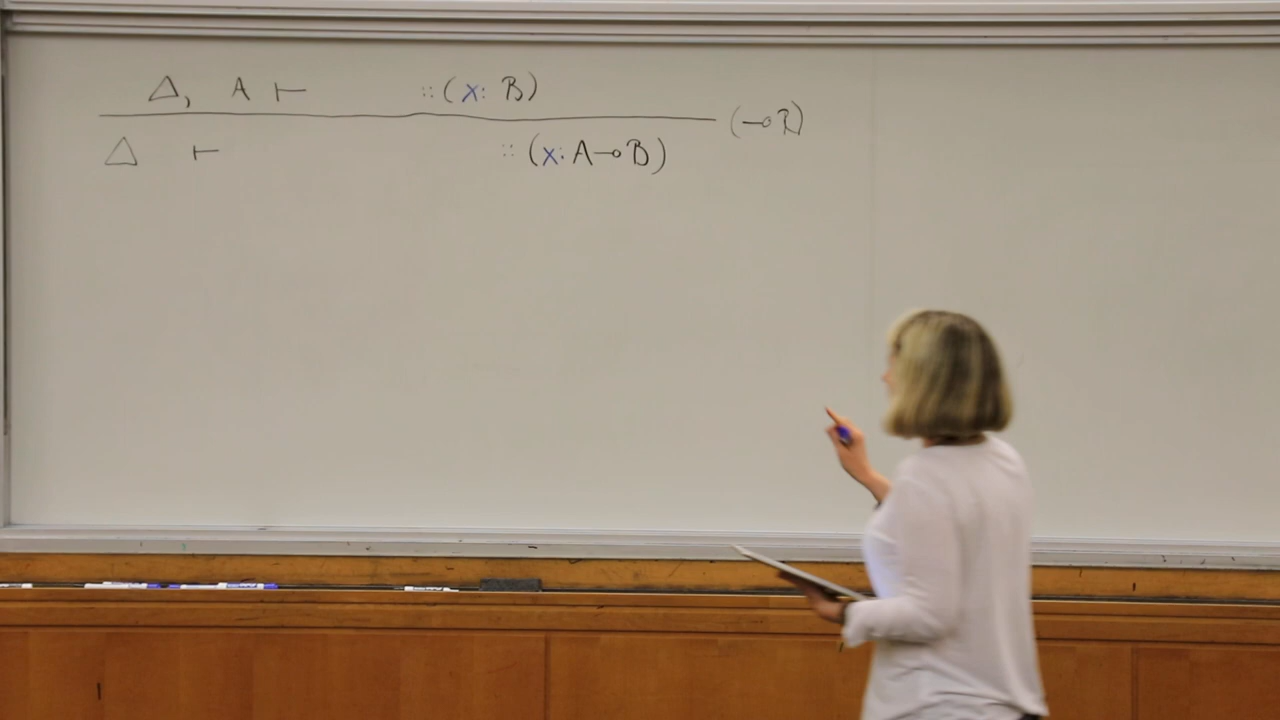 Δ, A ⊢ :: (x: B)
(⊸R)
Δ ⊢ :: (x: A⊸B)